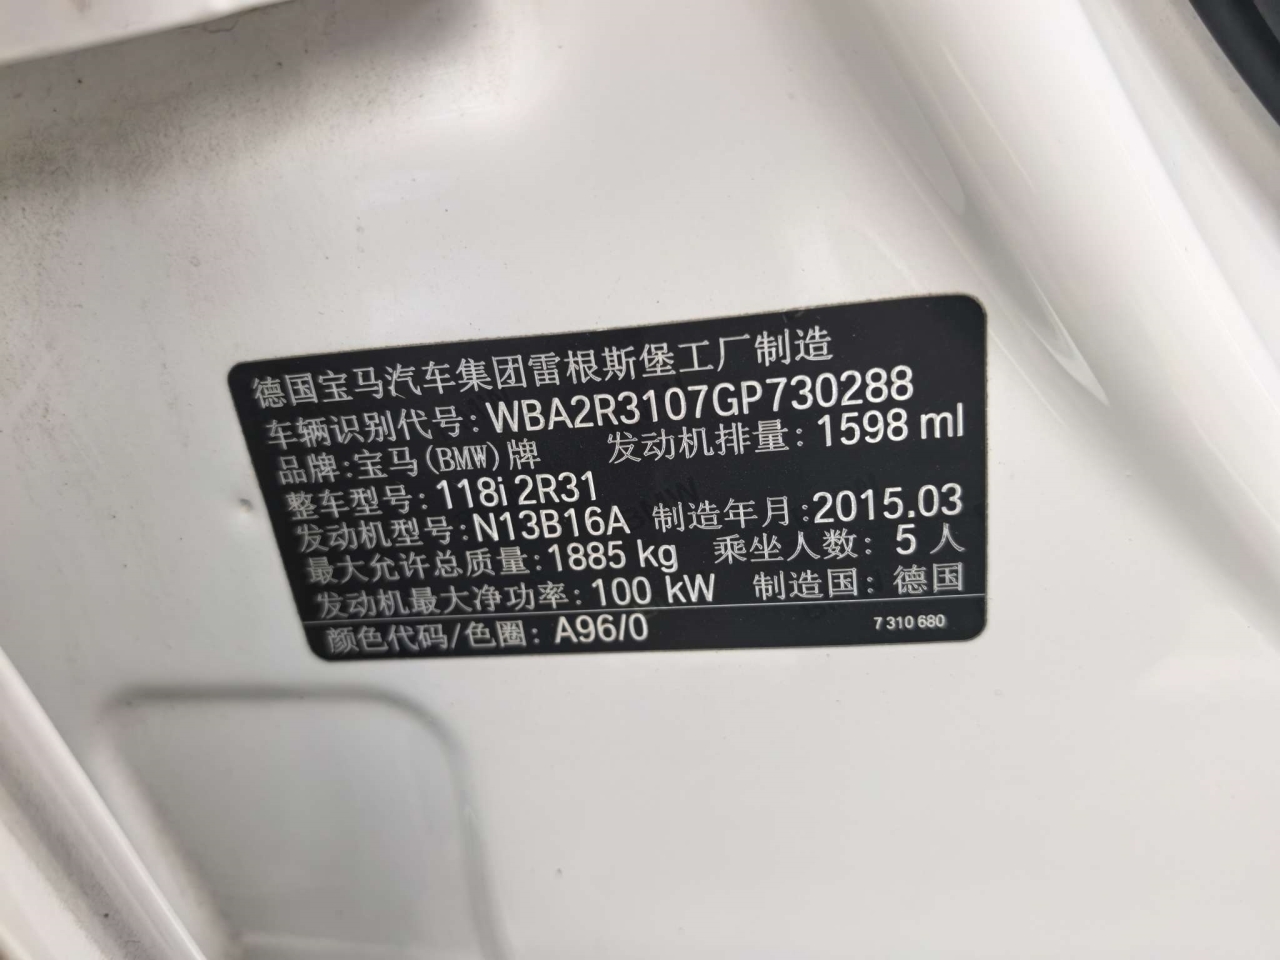 德国宝马汽车集团雷根斯堡工厂制造
车辆识别代号: WBA2R3107GP730288
品牌:宝马(BMW)牌 发动机排量: 1598 ml
整车型号: 118i 2R31
发动机型号: N13B16A 制造年月:2015.03
最大允许总质量:1885 kg 乘坐人数: 5 人
发动机最大净功率: 100 kW 制造国: 德国
颜色代码/色圈: A96/0 7 310 680